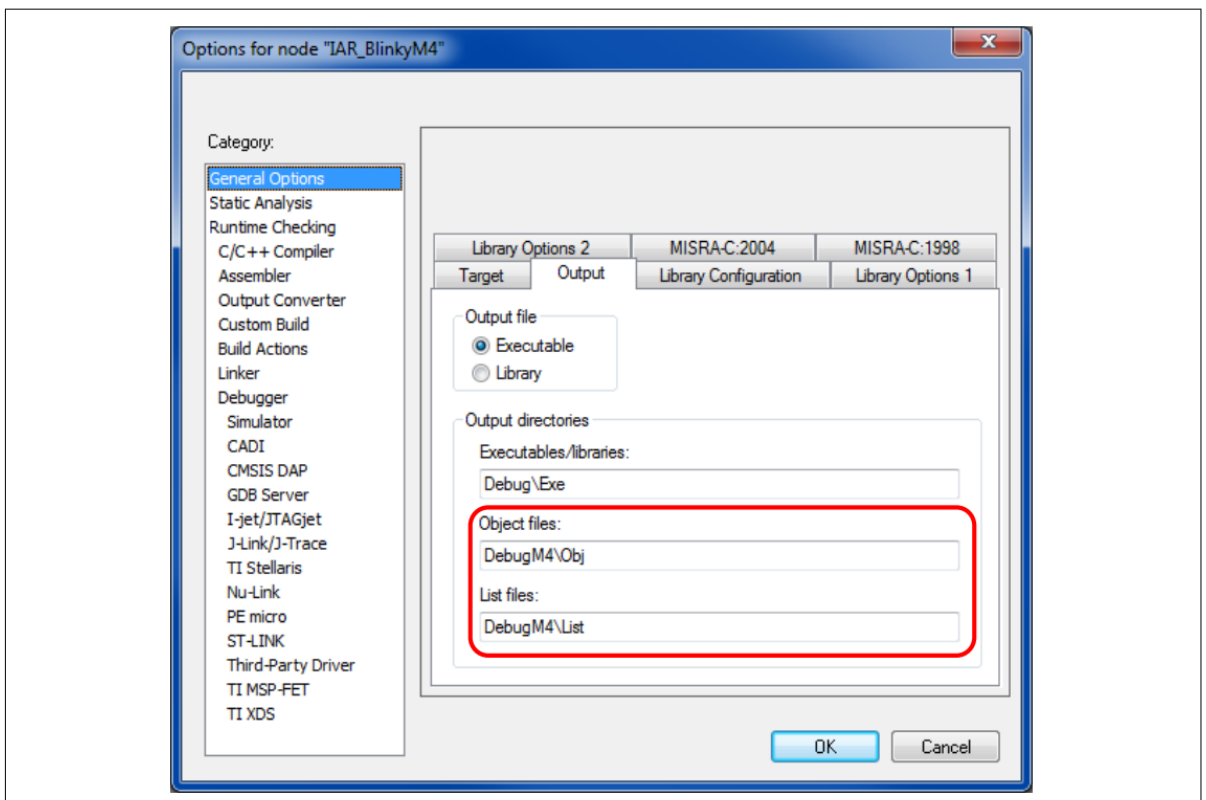 Options for node "IAR_BlinkyM4"
Category:
General Options
Static Analysis
Runtime Checking
C/C++ Compiler
Assembler
Output Converter
Custom Build
Build Actions
Linker
Debugger
Simulator
CADI
CMSIS DAP
GDB Server
I-jet/JTAGjet
J-Link/J-Trace
TI Stellaris
Nu-Link
PE micro
ST-LINK
Third-Party Driver
TI MSP-FET
TI XDS
Library Options 2 MISRA-C:2004 MISRA-C:1998
Target Output Library Configuration Library Options 1
Output file
Executable
Library
Output directories
Executables/libraries:
Debug\Exe
Object files:
DebugM4\Obj
List files:
DebugM4\List
OK Cancel